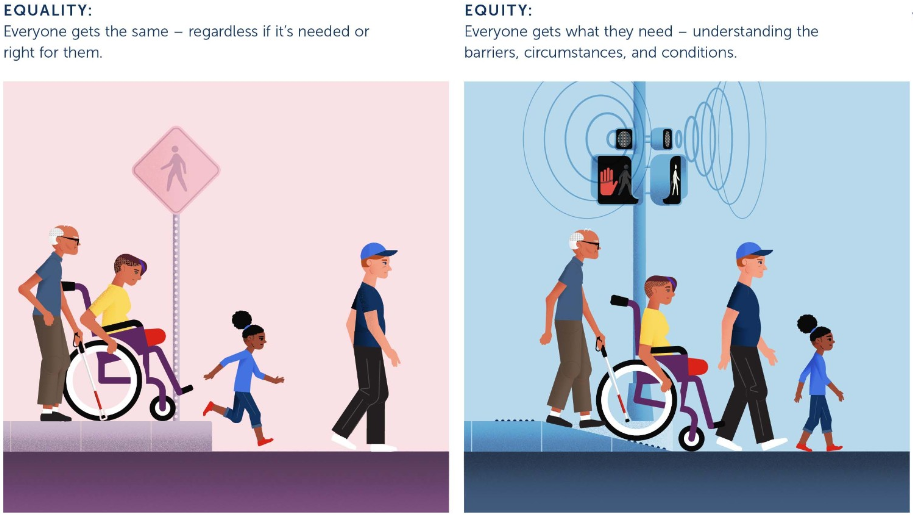 EQUALITY:
Everyone gets the same – regardless if it's needed or
right for them.
EQUITY:
Everyone gets what they need – understanding the
barriers, circumstances, and conditions.